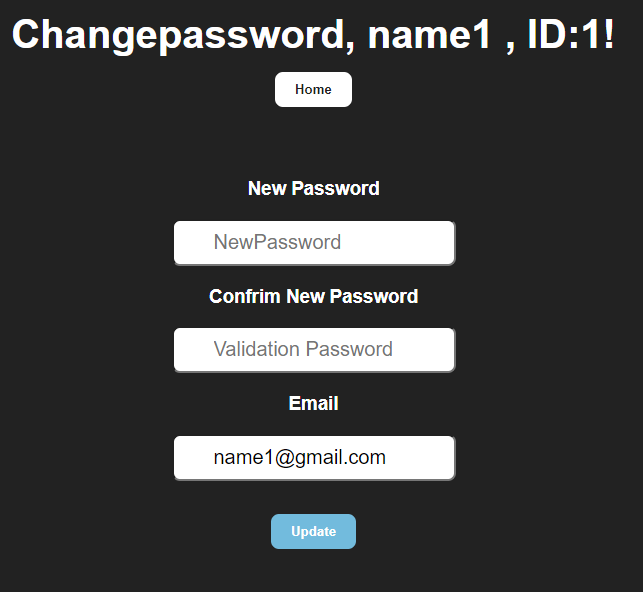 Changepassword, name1 , ID:1!
Home
New Password
NewPassword
Confrim New Password
Validation Password
Email
name1@gmail.com
Update